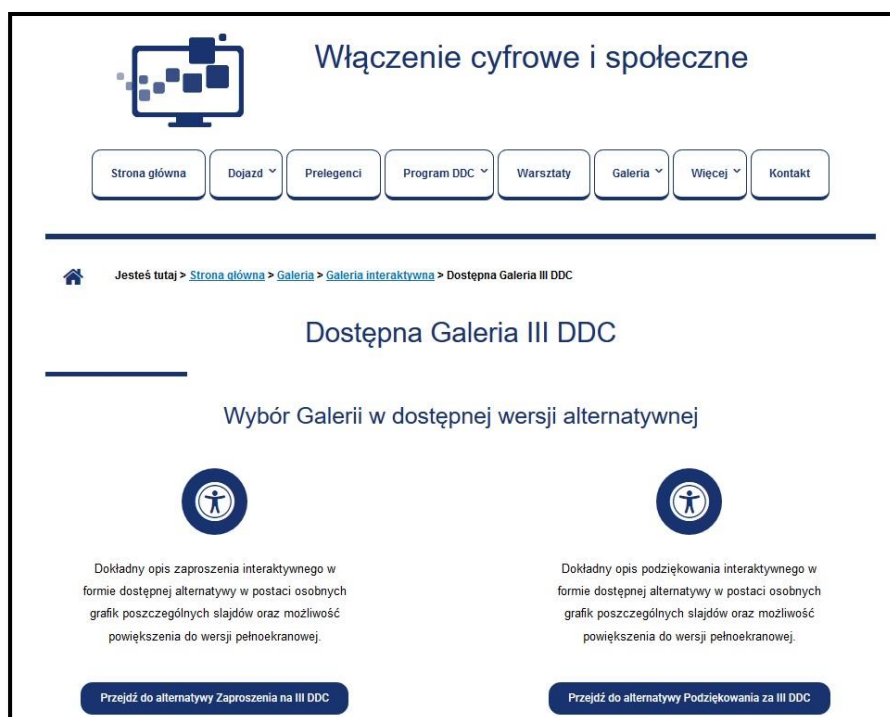 Włączenie cyfrowe i społeczne
Strona główna Dojazd Prelegenci Program DDC Warsztaty Galeria Więcej Kontakt
Jesteś tutaj > Strona główna > Galeria > Galeria interaktywna > Dostępna Galeria III DDC
Dostępna Galeria III DDC
Wybór Galerii w dostępnej wersji alternatywnej
Dokładny opis zaproszenia interaktywnego w
formie dostępnej alternatywy w postaci osobnych
grafik poszczególnych slajdów oraz możliwość
powiększenia do wersji pełnoekranowej.
Przejdź do alternatywy Zaproszenia na III DDC
Dokładny opis podziękowania interaktywnego w
formie dostępnej alternatywy w postaci osobnych
grafik poszczególnych slajdów oraz możliwość
powiększenia do wersji pełnoekranowej.
Przejdź do alternatywy Podziękowania za III DDC